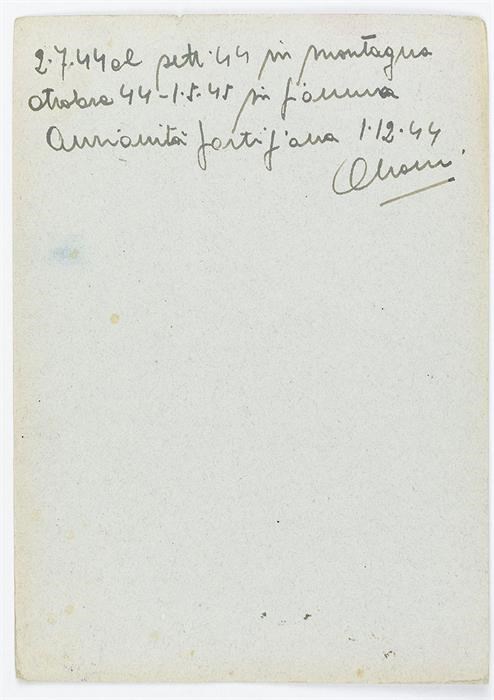 2.7.44 al sett. 44 in montagna
ottobre 44-1.5.45 in pianura
Anzianità partigiana 1.12.44